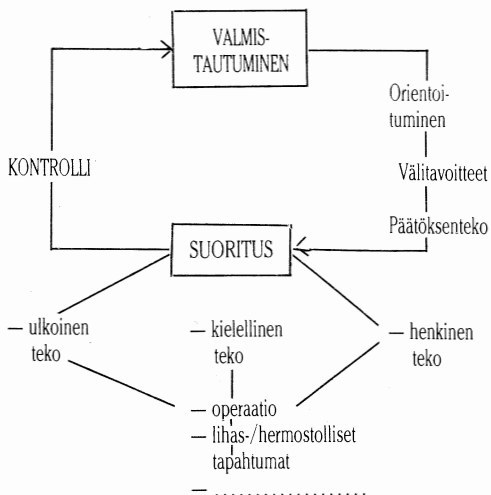 VALMIS-
TAUTUMINEN
Orientoi-
tuminen
KONTROLLI
Välitavoitteet
Päätöksenteko
SUORITUS
— ulkoinen
teko
— kielellinen
teko
— henkinen
teko
— operaatio
— lihas-/hermostolliset
tapahtumat
— ....................